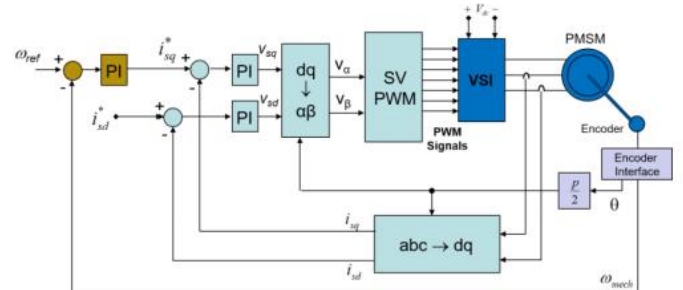 + V_dc −
PMSM
ω_ref
+
-
PI
i*_sq
+
-
PI
V_sq
dq
↓
αβ
V_α
V_β
SV
PWM
VSI
PWM
Signals
i*_sd
+
-
PI
V_sd
Encoder
Encoder
Interface
p/2
θ
i_sq
abc → dq
i_sd
ω_mech